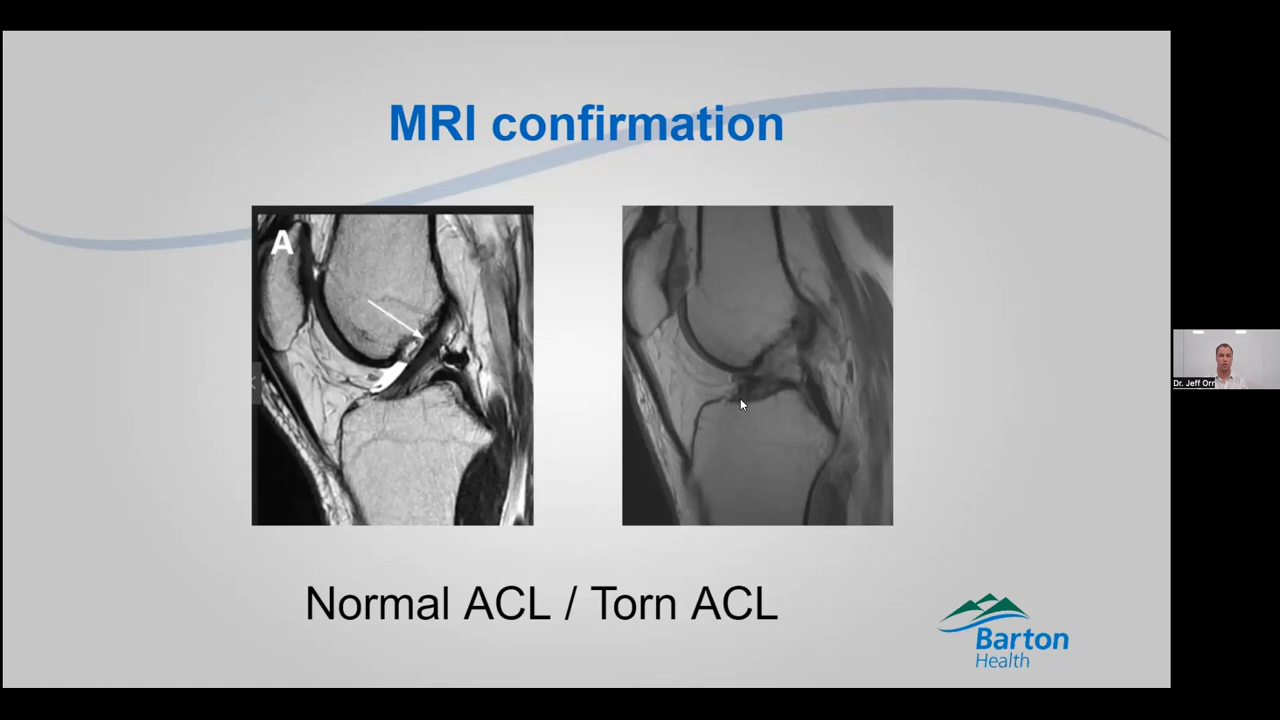 MRI confirmation
A
Normal ACL / Torn ACL
Barton
Health
Dr. Jeff Orr